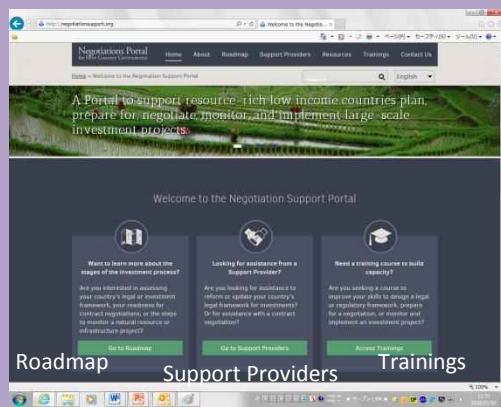 http://negotiationsupport.org
Welcome to the Negotia...
Negotiations Portal
for Host Country Governments
Home About Roadmap Support Providers Resources Trainings Contact Us
Home > Welcome to the Negotiation Support Portal
English
A Portal to support resource-rich low income countries plan,
prepare for, negotiate, monitor, and implement large-scale
investment projects.
Welcome to the Negotiation Support Portal
Want to learn more about the
stages of the investment process?
Are you interested in assessing
your country's legal or investment
framework, your readiness for
contract negotiations, or the steps
to monitor a natural resource or
infrastructure project?
Go to Roadmap
Looking for assistance from a
Support Provider?
Are you looking for assistance to
reform or update your country's
legal framework for investments?
Or for assistance with a contract
negotiation?
Go to Support Providers
Need a training course to build
capacity?
Are you seeking a course to
improve your skills to design a legal
or regulatory framework, prepare
for a negotiation, or monitor and
implement an investment project?
Access Trainings
Roadmap
Support Providers
Trainings
100%